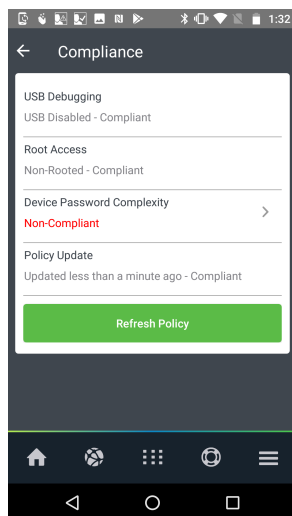 1:32
Compliance
USB Debugging
USB Disabled - Compliant
Root Access
Non-Rooted - Compliant
Device Password Complexity
Non-Compliant
Policy Update
Updated less than a minute ago - Compliant
Refresh Policy